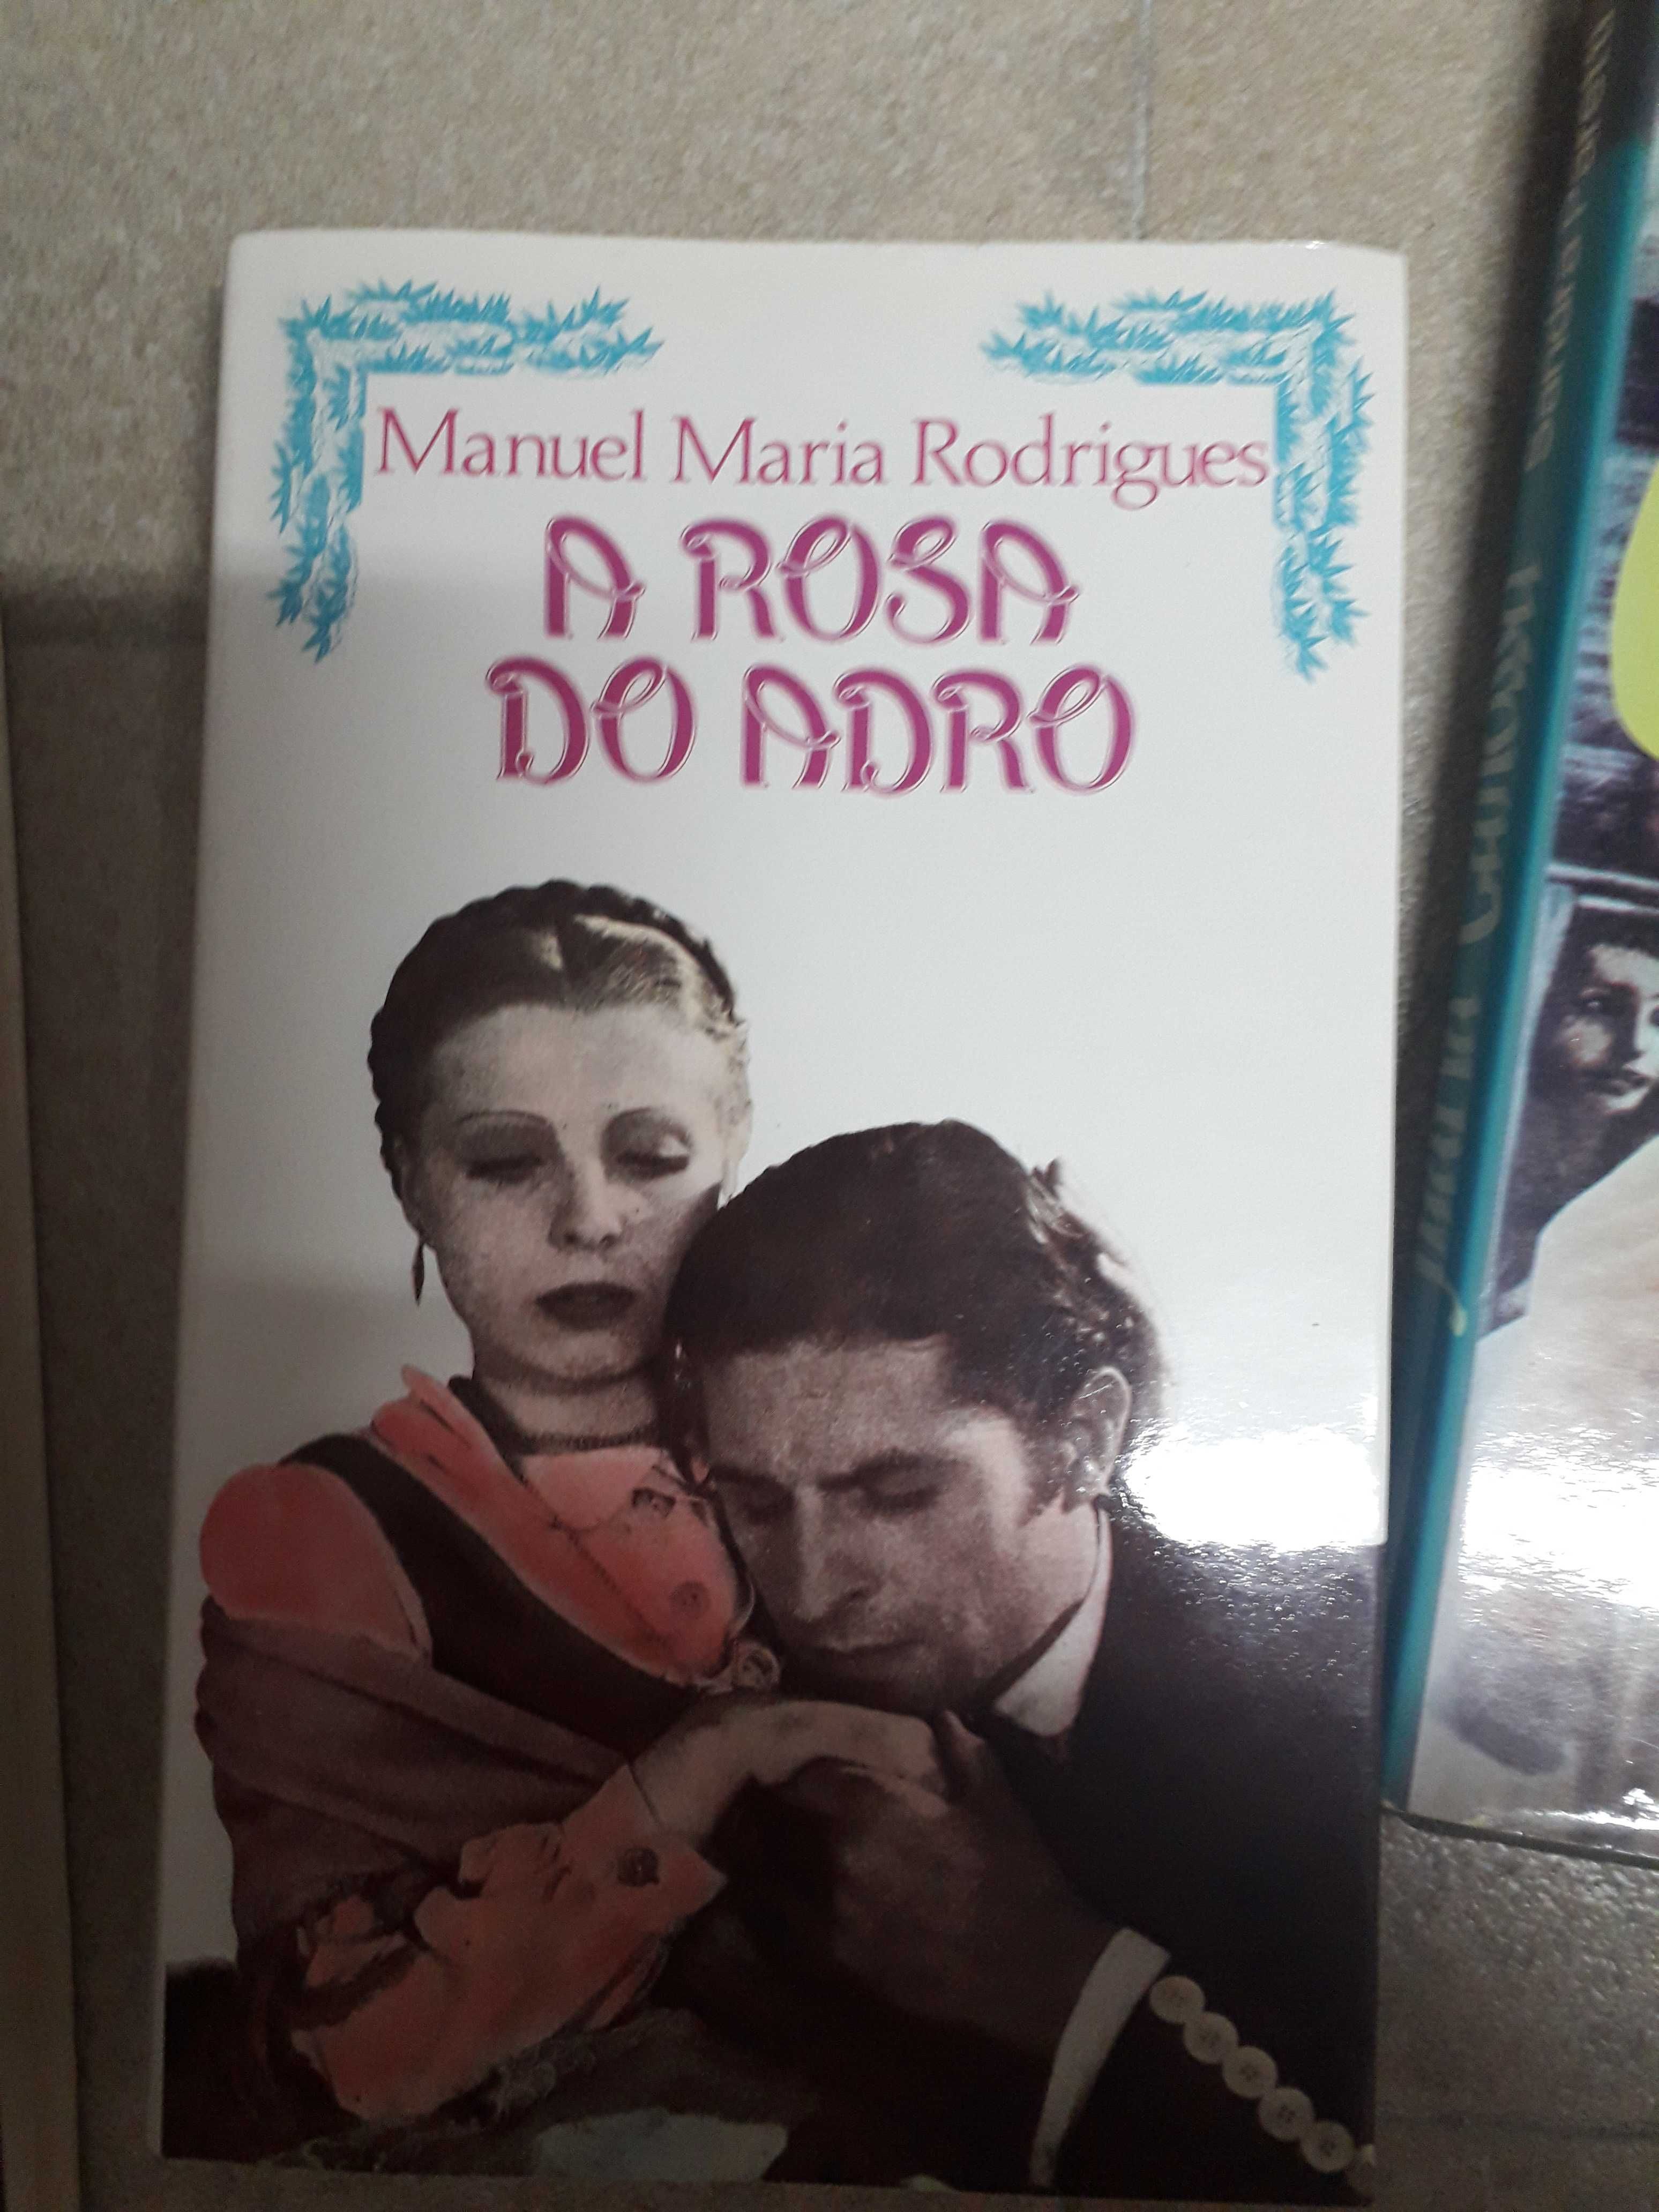 Manuel Maria Rodrigues
A ROSA
DO ADRO